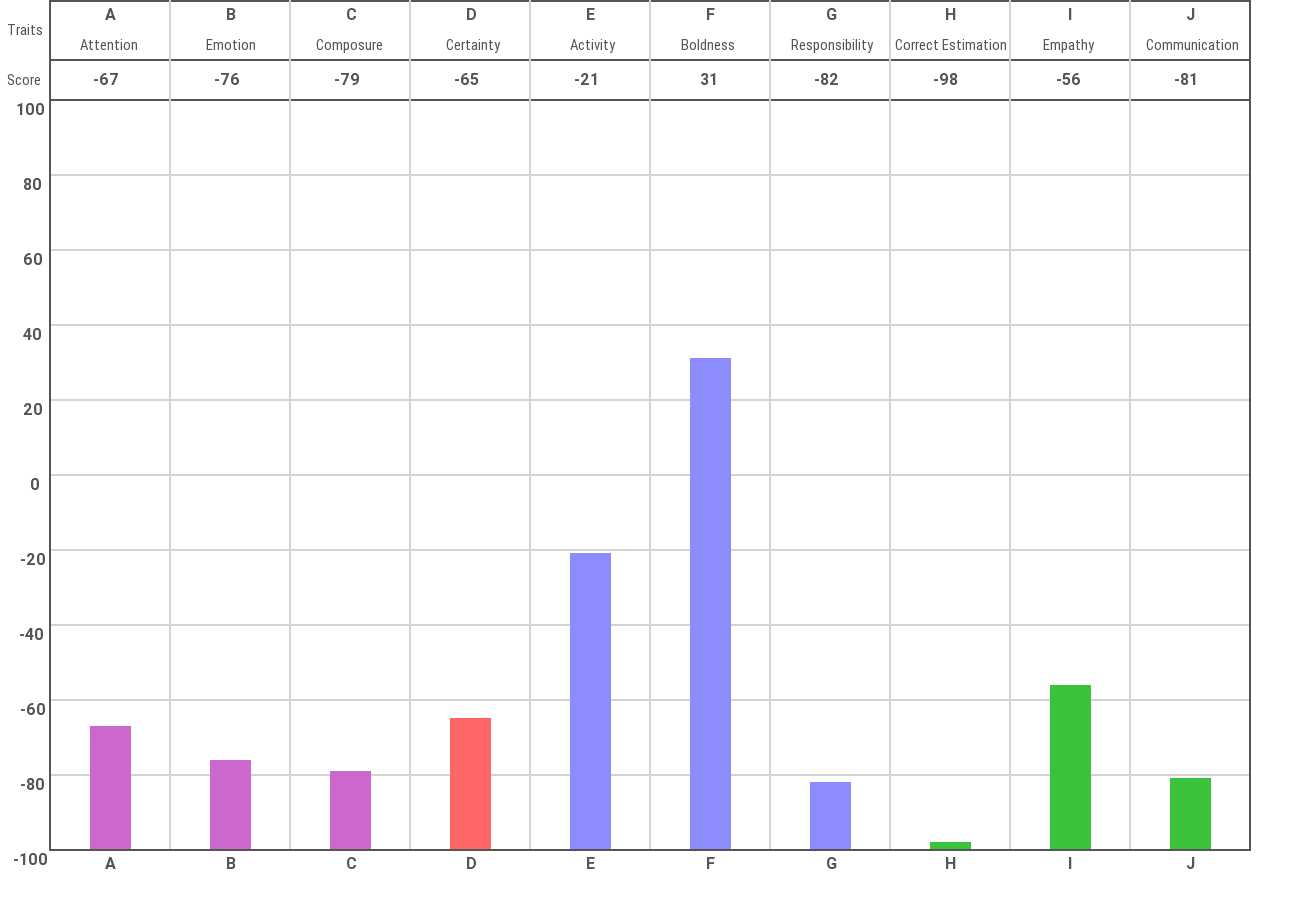 A B C D E F G H I J
Traits
Attention Emotion Composure Certainty Activity Boldness Responsibility Correct Estimation Empathy Communication
Score -67 -76 -79 -65 -21 31 -82 -98 -56 -81
100
80
60
40
20
0
-20
-40
-60
-80
-100
A B C D E F G H I J